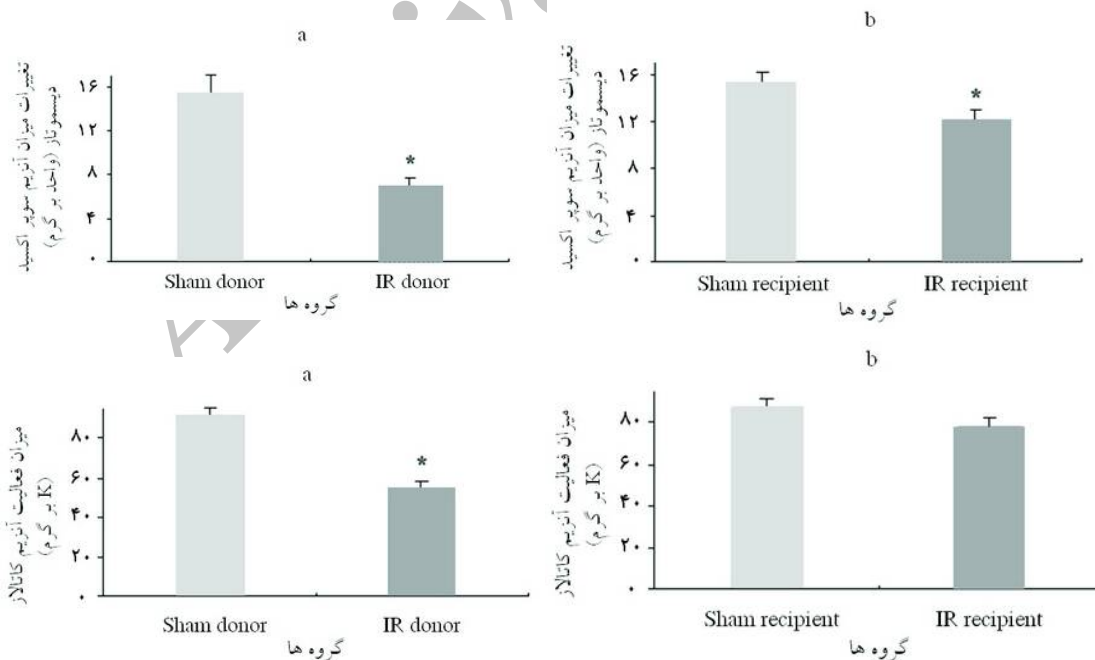 a
تغییرات میزان آنزیم سوپر اکسید
دیسموتاز (واحد بر گرم)
۱۶
۱۲
۸
۴
۰
*
Sham donor IR donor
گروه ها
b
تغییرات میزان آنزیم سوپر اکسید
دیسموتاز (واحد بر گرم)
۱۶
۱۲
۸
۴
۰
*
Sham recipient IR recipient
گروه ها
a
میزان فعالیت آنزیم کاتالاز
(K بر گرم)
۸۰
۶۰
۴۰
۲۰
۰
*
Sham donor IR donor
گروه ها
b
میزان فعالیت آنزیم کاتالاز
(K بر گرم)
۸۰
۶۰
۴۰
۲۰
۰
Sham recipient IR recipient
گروه ها